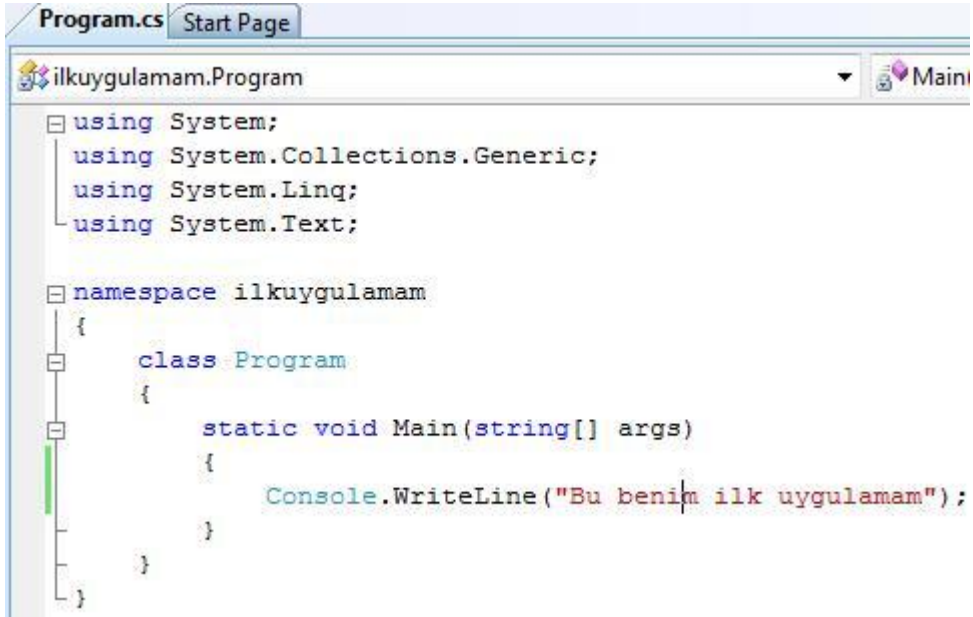 Program.cs Start Page
ilkuygulamam.Program Main(
using System;
using System.Collections.Generic;
using System.Linq;
using System.Text;
namespace ilkuygulamam
{
class Program
{
static void Main(string[] args)
{
Console.WriteLine("Bu benim ilk uygulamam");
}
}
}